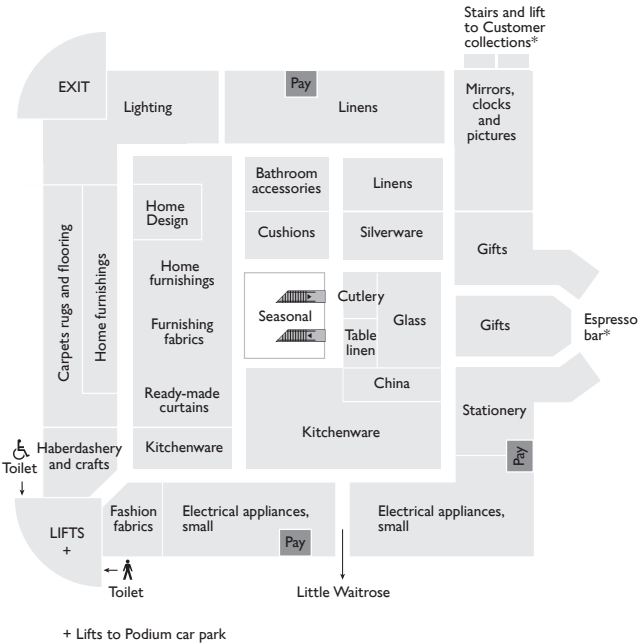 Stairs and lift
to Customer
collections*
EXIT
Lighting
Pay
Linens
Mirrors,
clocks
and
pictures
Bathroom
accessories
Linens
Home
Design
Cushions
Silverware
Gifts
Carpets rugs and flooring
Home furnishings
Home
furnishings
Seasonal
Cutlery
Glass
Gifts
Espresso
bar*
Furnishing
fabrics
Table
linen
China
Ready-made
curtains
Stationery
Kitchenware
Kitchenware
Pay
Toilet
Haberdashery
and crafts
LIFTS
+
Fashion
fabrics
Electrical appliances,
small
Pay
Electrical appliances,
small
Toilet
Little Waitrose
+ Lifts to Podium car park